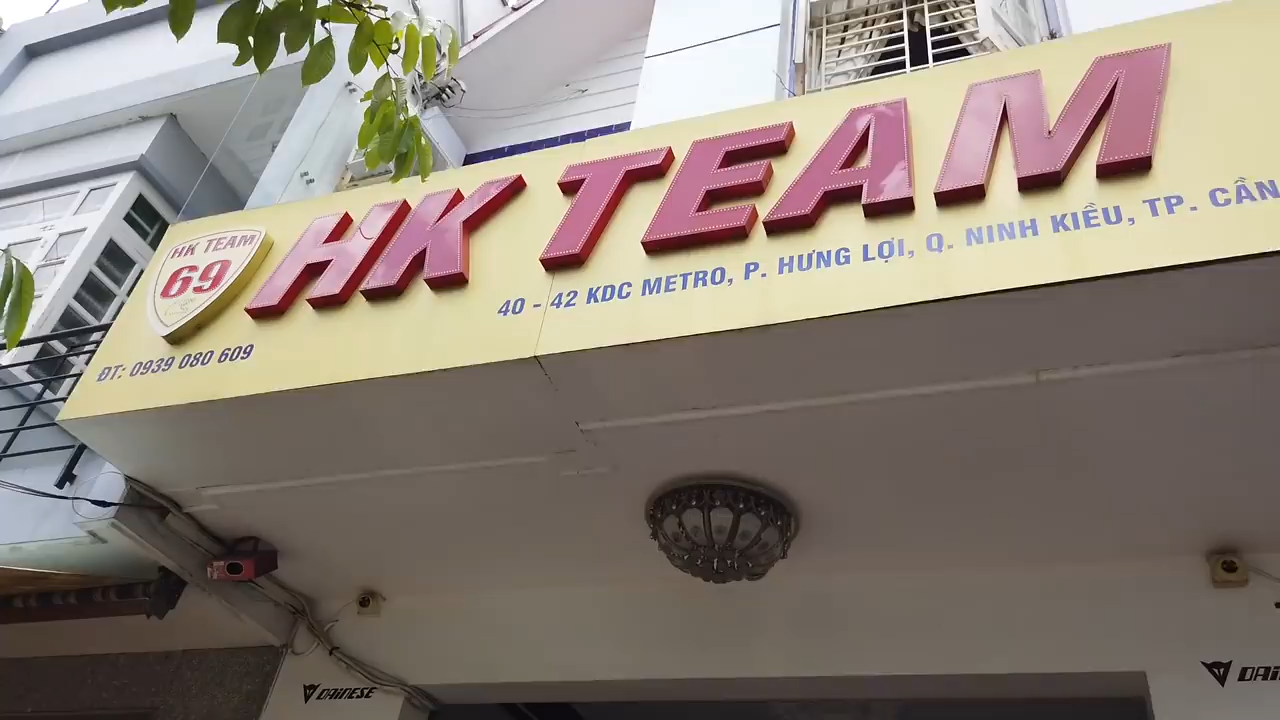 HK TEAM
69
HK TEAM
40 - 42 KDC METRO, P. HƯNG LỢI, Q. NINH KIỀU, TP. CẦN
ĐT: 0939 080 609
DAINESE
DAI